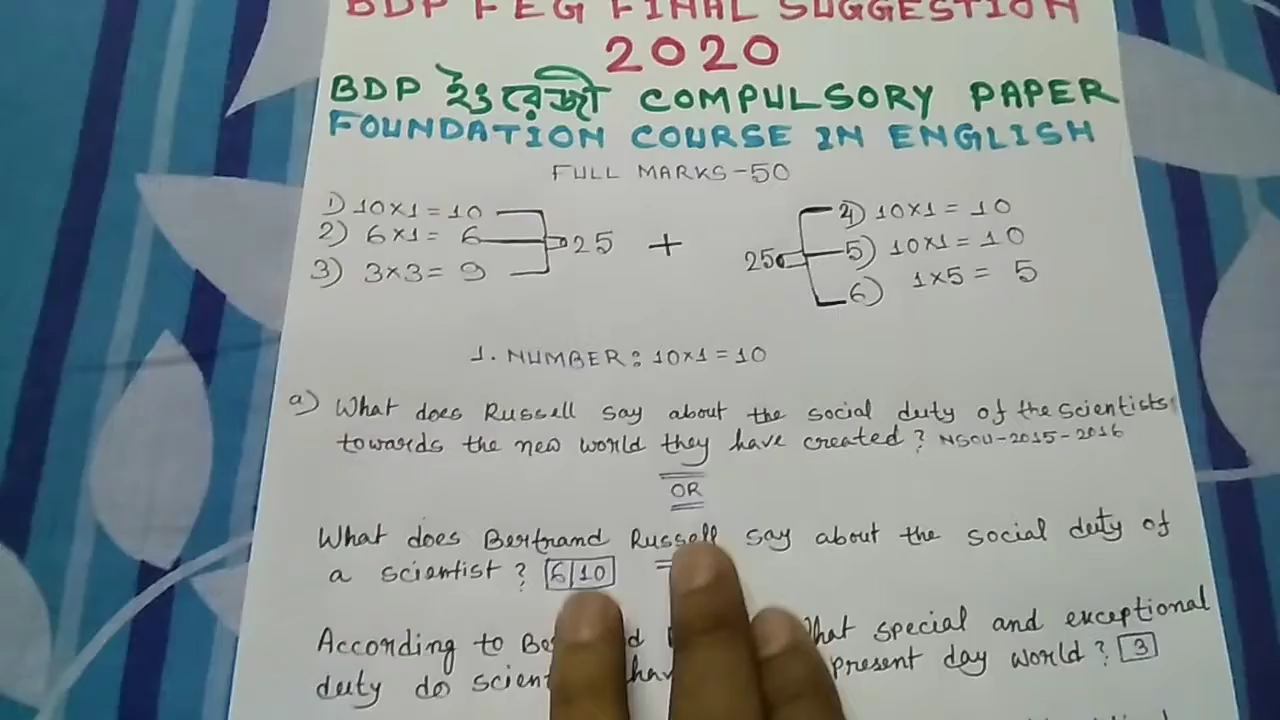 BDP FEG FINAL SUGGESTION
2020
BDP ইংরেজী COMPULSORY PAPER
FOUNDATION COURSE IN ENGLISH
FULL MARKS-50
1) 10×1 = 10
2) 6×1 = 6
3) 3×3 = 9
25 + 25
4) 10×1 = 10
5) 10×1 = 10
6) 1×5 = 5
1. NUMBER: 10×1=10
a) What does Russell say about the social duty of the scientists
towards the new world they have created? NSOU-2015-2016
OR
What does Bertrand Russell say about the social duty of
a scientist? 6/10
According to What special and exceptional
duty do present day world? 3